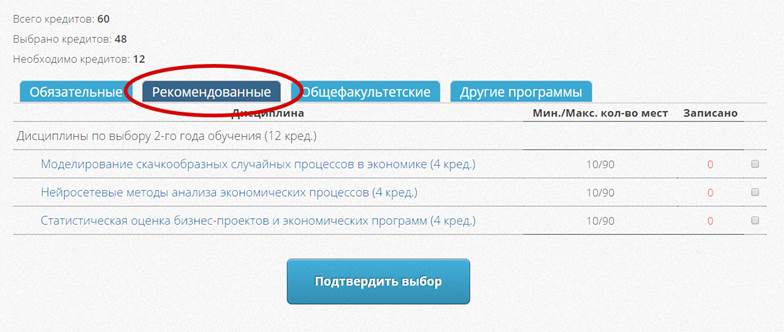 Всего кредитов: 60
Выбрано кредитов: 48
Необходимо кредитов: 12
Обязательные Рекомендованные Общефакультетские Другие программы
Дисциплина Мин./Макс. кол-во мест Записано
Дисциплины по выбору 2-го года обучения (12 кред.)
Моделирование скачкообразных случайных процессов в экономике (4 кред.) 10/90 0
Нейросетевые методы анализа экономических процессов (4 кред.) 10/90 0
Статистическая оценка бизнес-проектов и экономических программ (4 кред.) 10/90 0
Подтвердить выбор